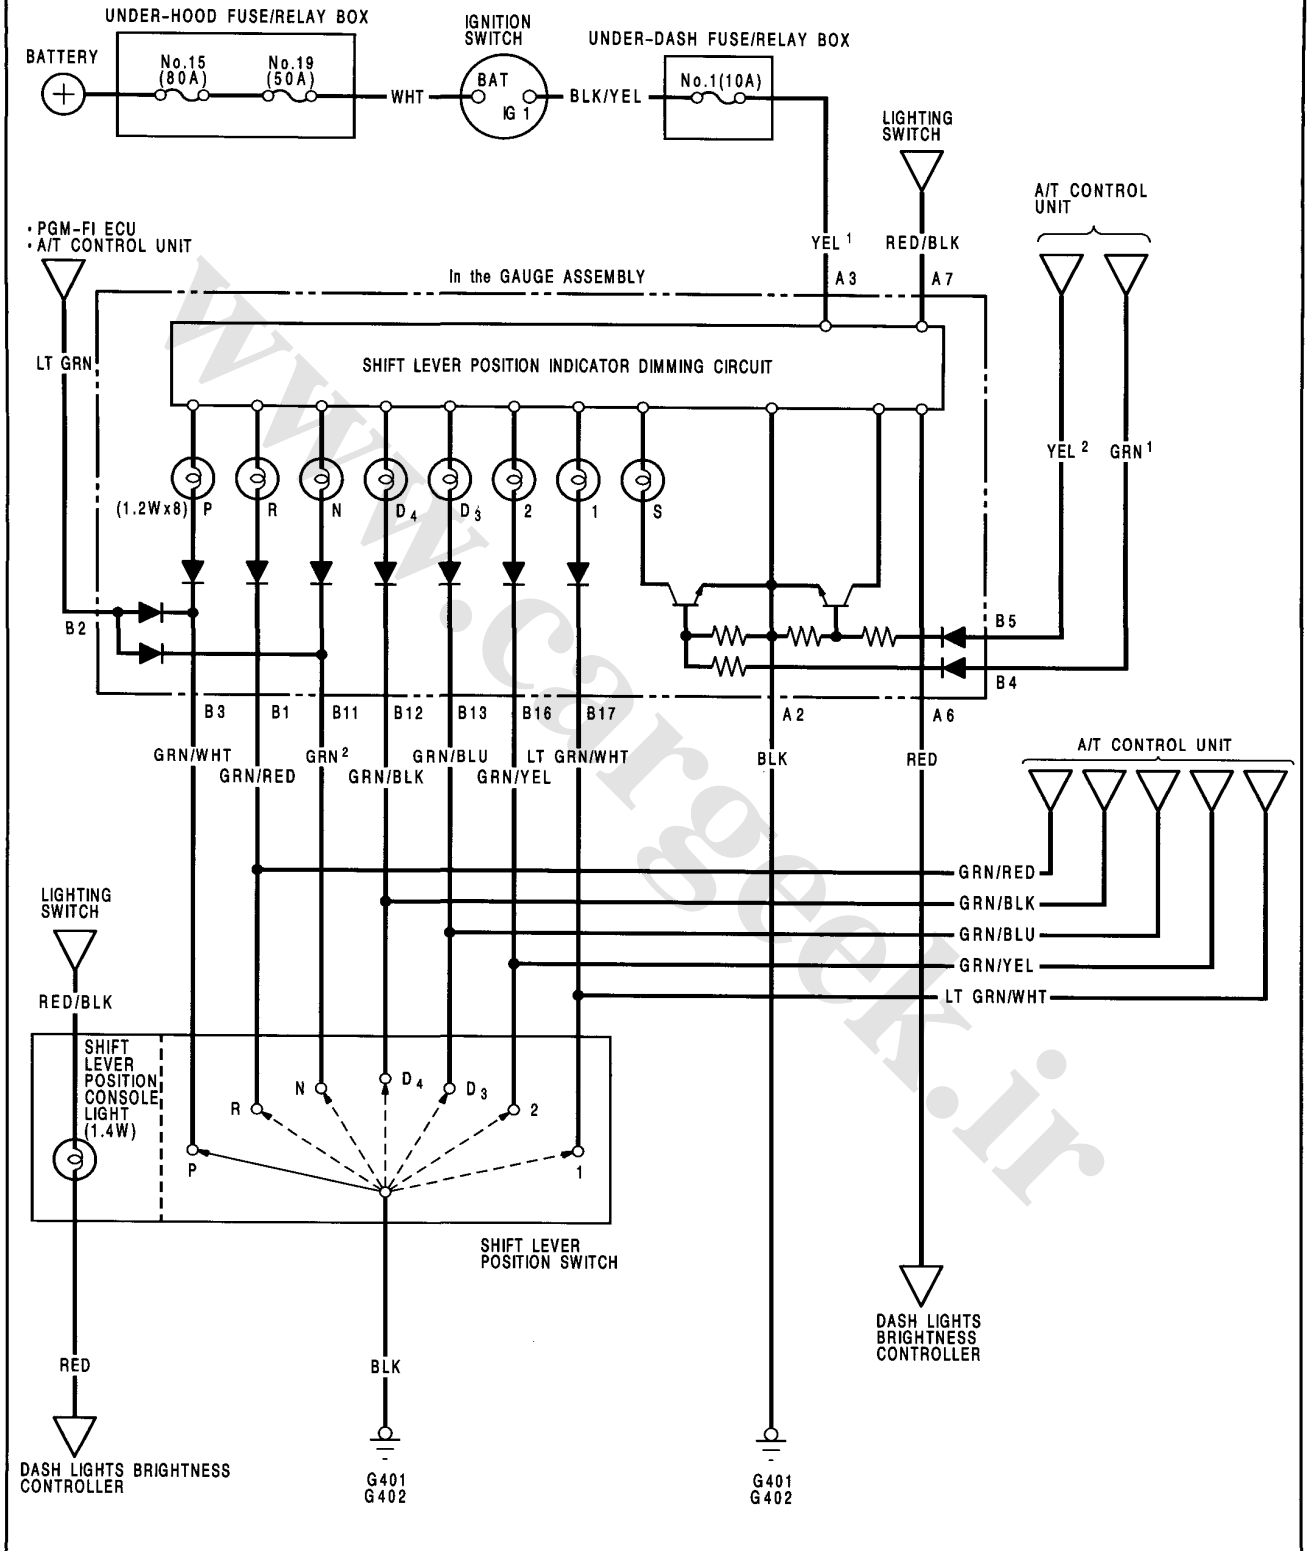 UNDER-HOOD FUSE/RELAY BOX
IGNITION
SWITCH
UNDER-DASH FUSE/RELAY BOX
BATTERY
No.15
(80A)
No.19
(50A)
WHT
BAT
IG 1
BLK/YEL
No.1(10A)
LIGHTING
SWITCH
A/T CONTROL
UNIT
• PGM-FI ECU
• A/T CONTROL UNIT
YEL 1
RED/BLK
In the GAUGE ASSEMBLY
A3
A7
LT GRN
SHIFT LEVER POSITION INDICATOR DIMMING CIRCUIT
YEL 2
GRN 1
(1.2Wx8)
P
R
N
D4
D3
2
1
S
B2
B5
B4
B3
B1
B11
B12
B13
B16
B17
A2
A6
GRN/WHT
GRN/RED
GRN 2
GRN/BLK
GRN/BLU
GRN/YEL
LT GRN/WHT
BLK
RED
A/T CONTROL UNIT
GRN/RED
GRN/BLK
GRN/BLU
GRN/YEL
LT GRN/WHT
LIGHTING
SWITCH
RED/BLK
SHIFT
LEVER
POSITION
CONSOLE
LIGHT
(1.4W)
P
R
N
D4
D3
2
1
SHIFT LEVER
POSITION SWITCH
RED
BLK
DASH LIGHTS
BRIGHTNESS
CONTROLLER
DASH LIGHTS BRIGHTNESS
CONTROLLER
G401
G402
G401
G402
www.cargeek.ir